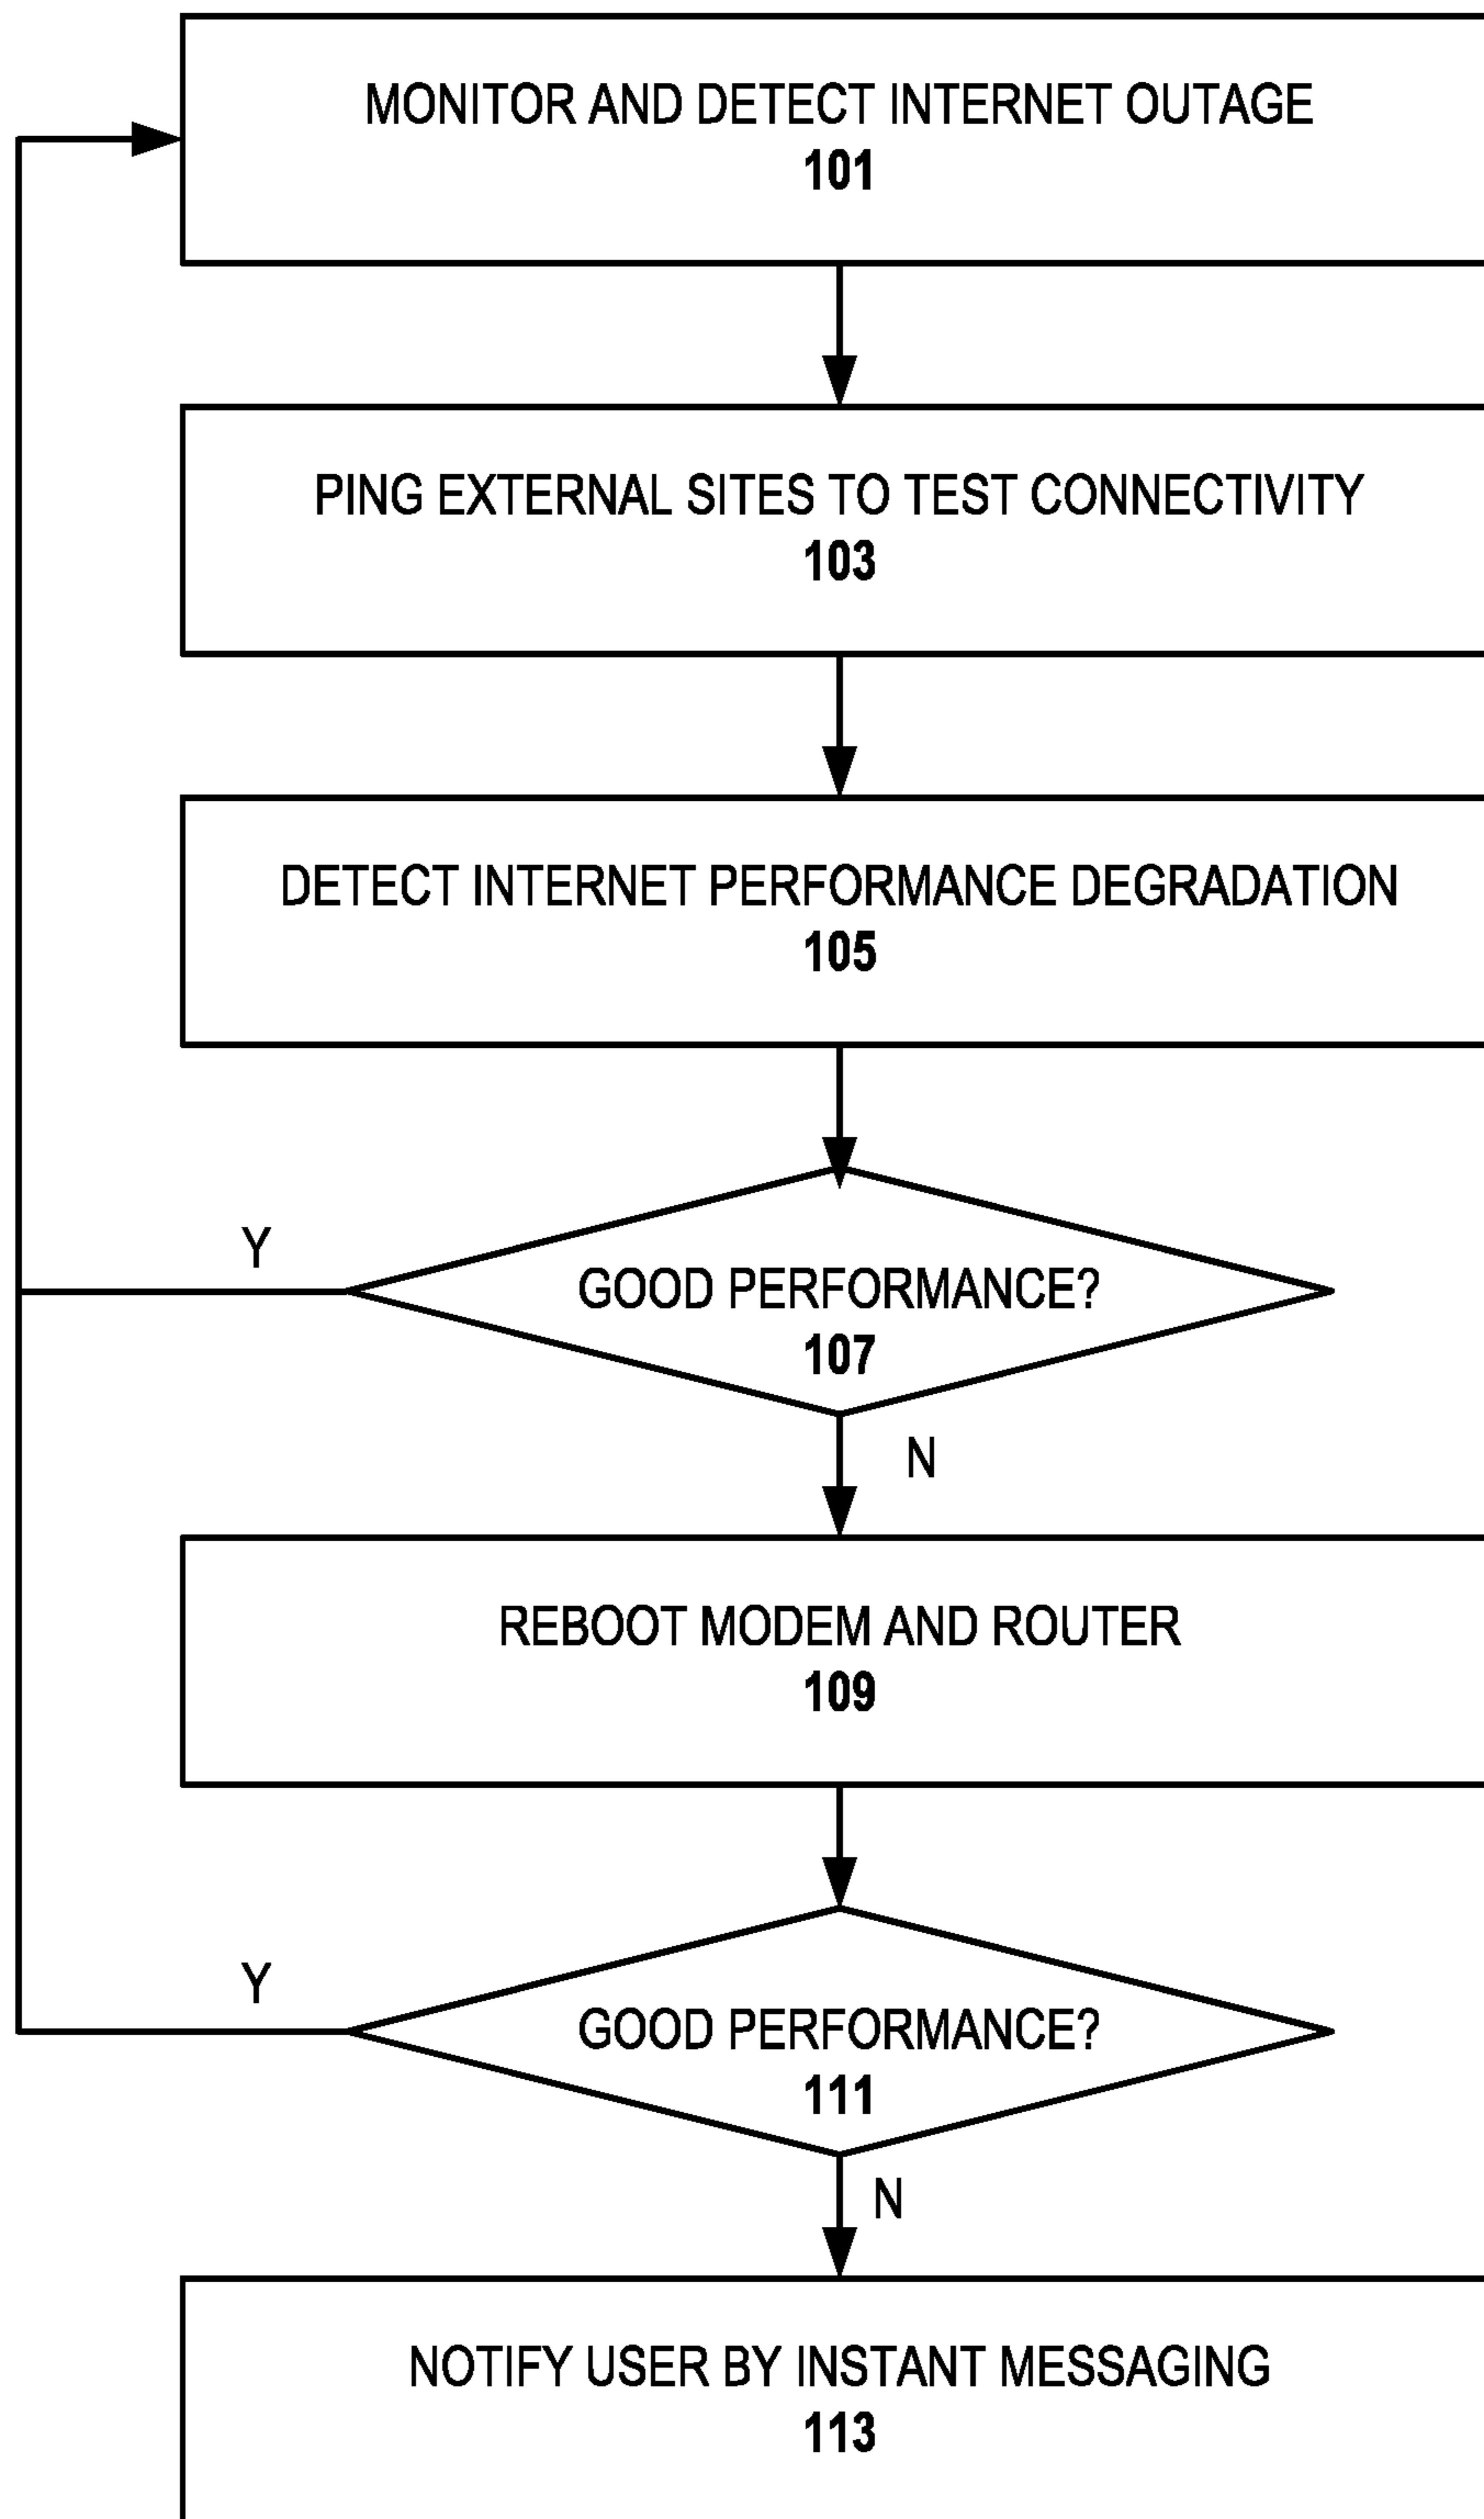 MONITOR AND DETECT INTERNET OUTAGE
101
PING EXTERNAL SITES TO TEST CONNECTIVITY
103
DETECT INTERNET PERFORMANCE DEGRADATION
105
Y
GOOD PERFORMANCE?
107
N
REBOOT MODEM AND ROUTER
109
Y
GOOD PERFORMANCE?
111
N
NOTIFY USER BY INSTANT MESSAGING
113